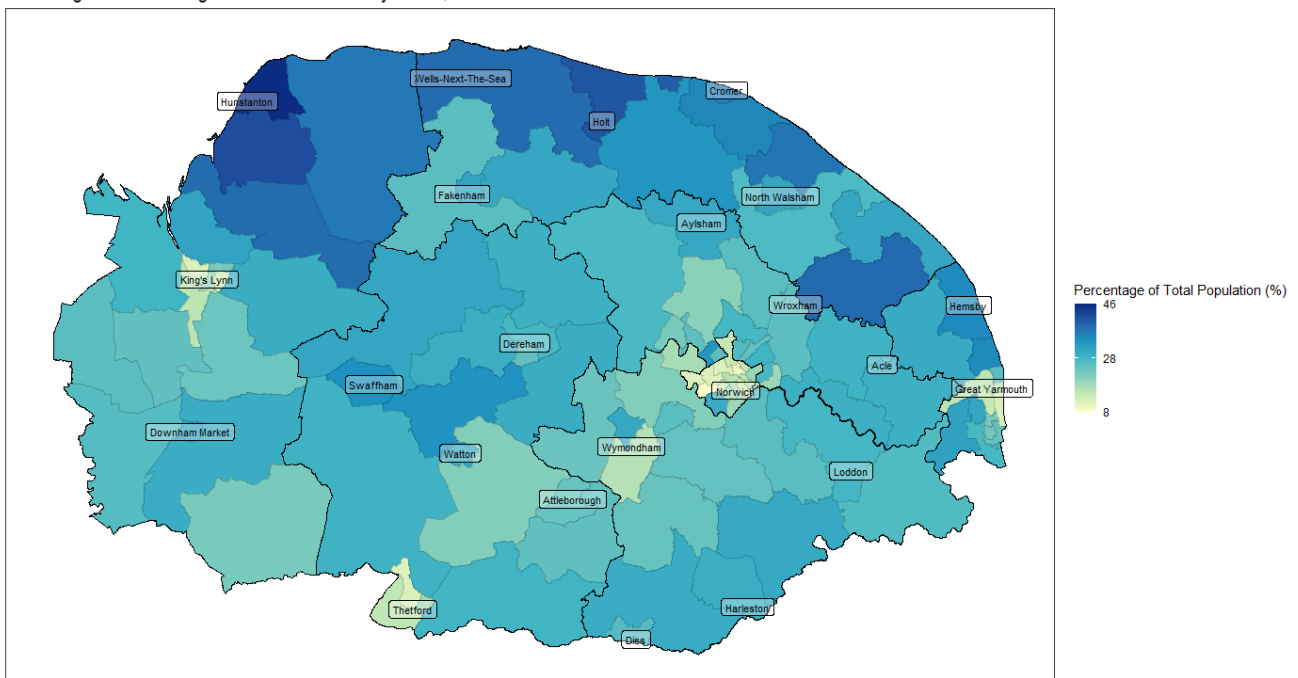 Wells-Next-The-Sea
Cromer
Hunstanton
Holt
Fakenham
North Walsham
Aylsham
King's Lynn
Wroxham
Hemsby
Percentage of Total Population (%)
46
28
8
Dereham
Acle
Swaffham
Norwich
Great Yarmouth
Downham Market
Wymondham
Watton
Loddon
Attleborough
Thetford
Harleston
Diss